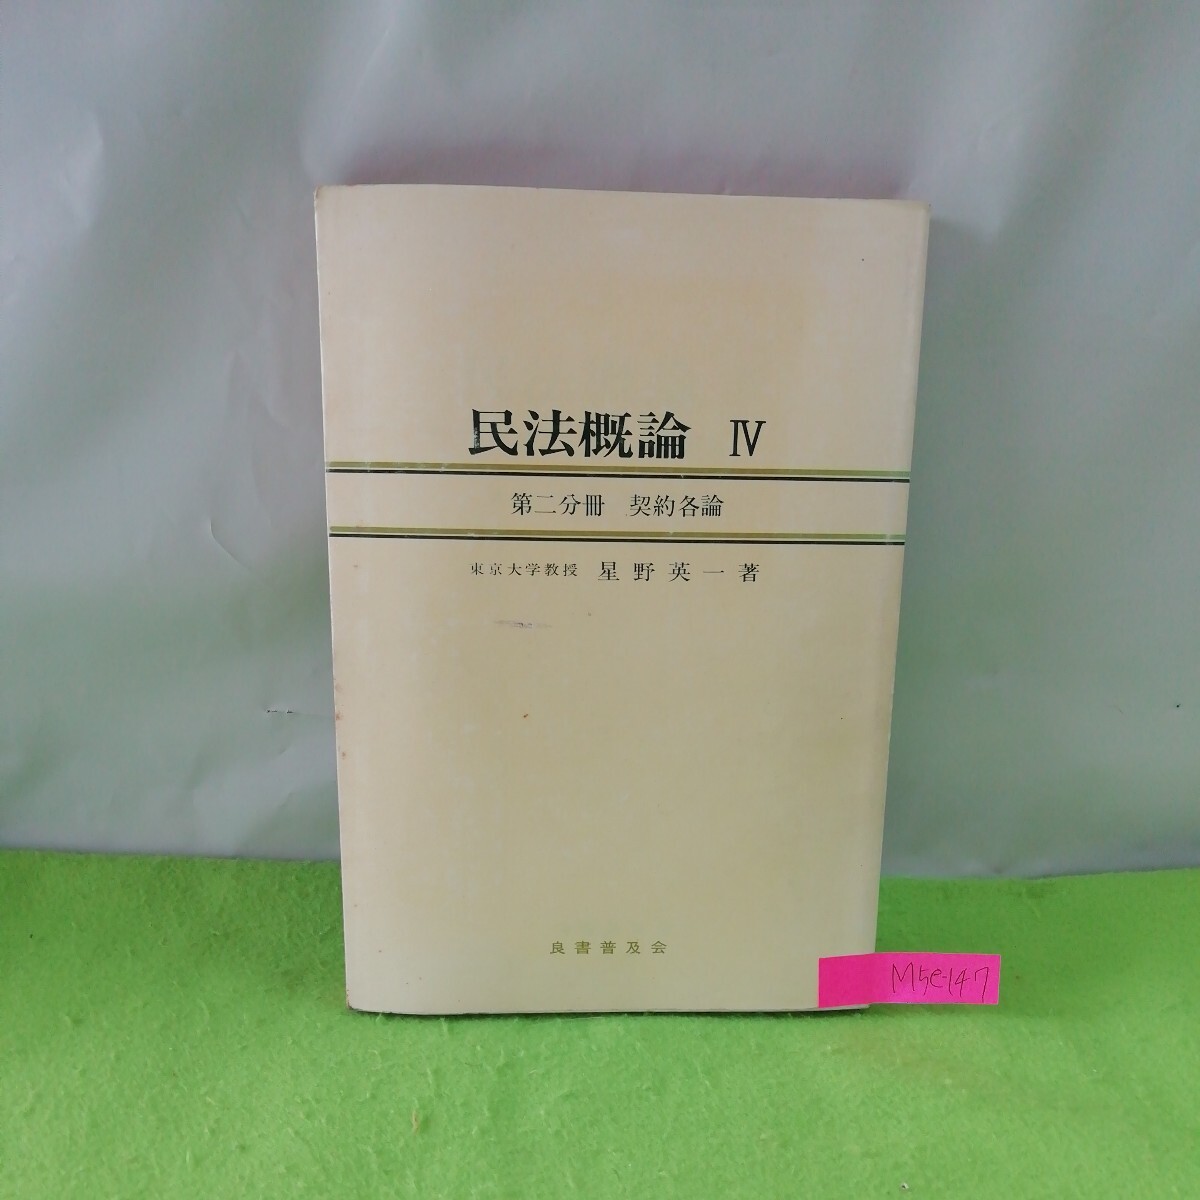 民法概論 Ⅳ
第二分冊 契約各論
東京大学教授 星野英一著
良書普及会
M5e-147